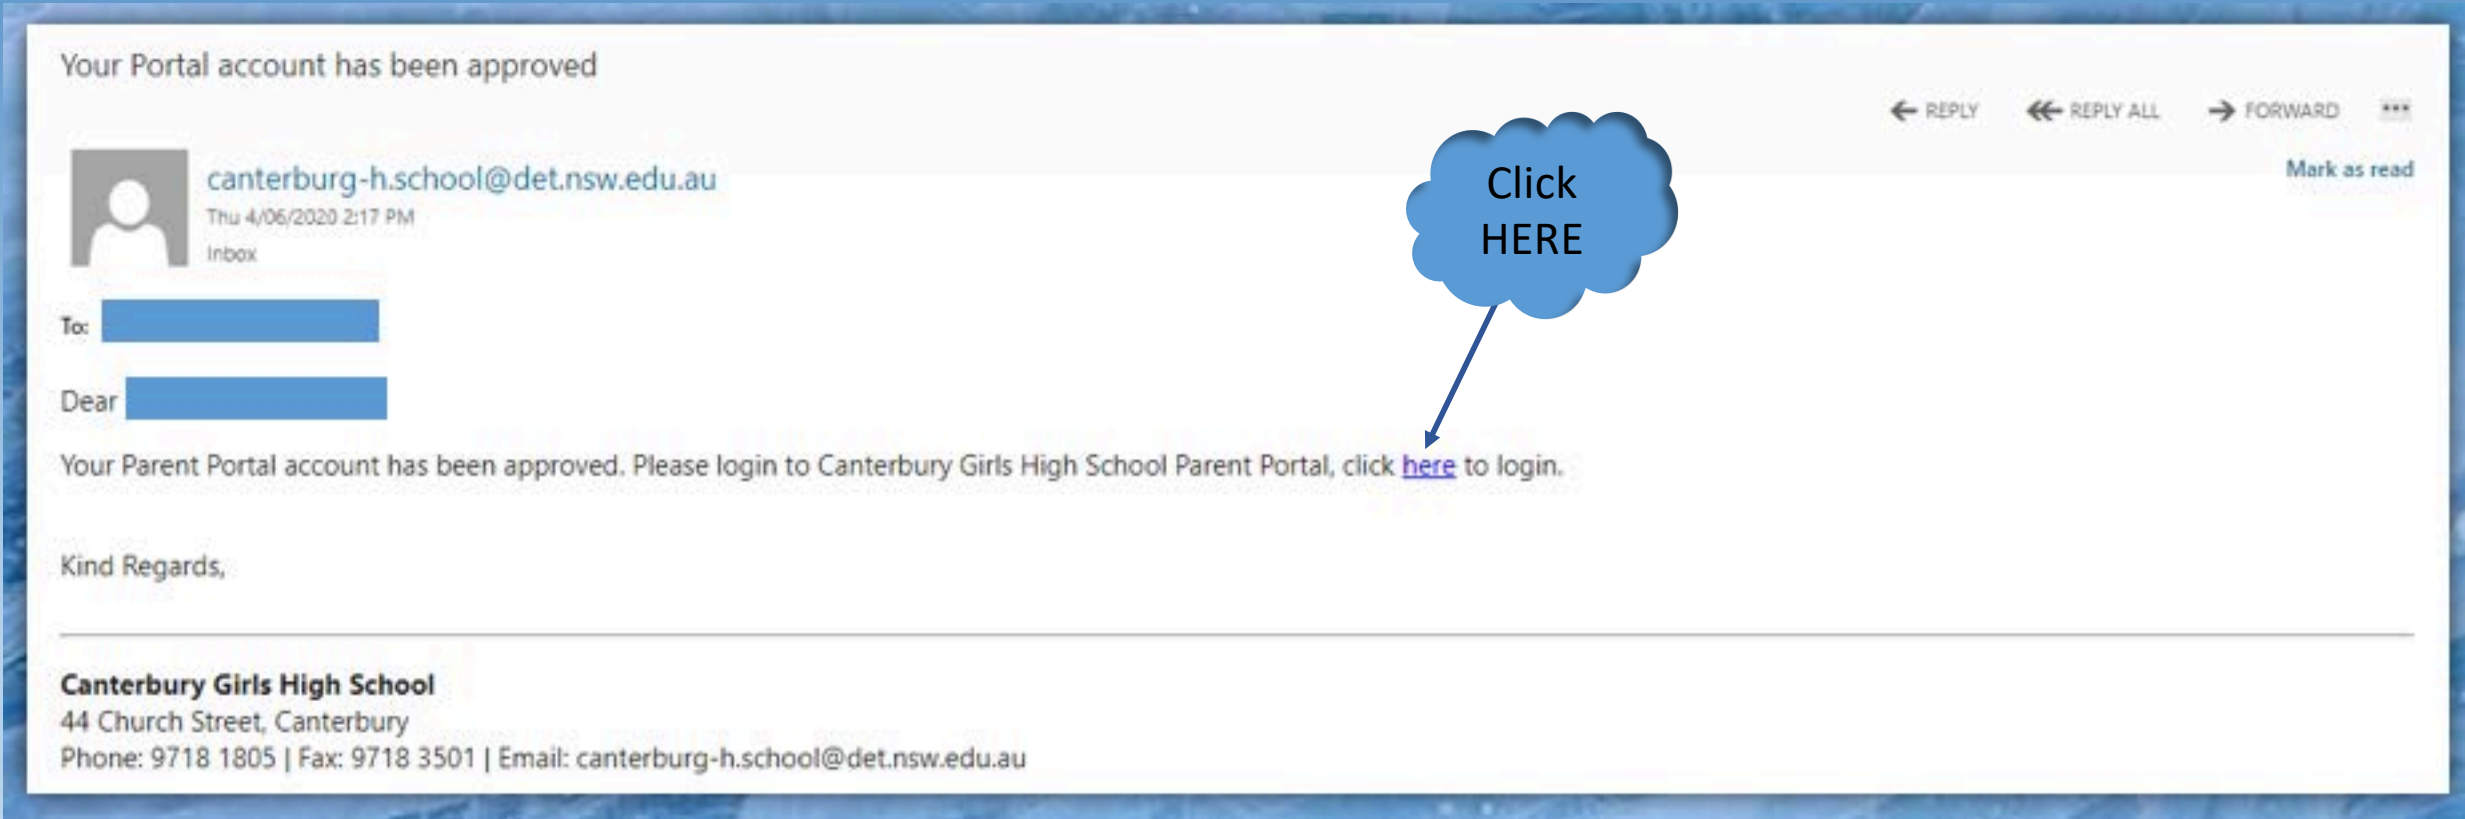 Your Portal account has been approved
REPLY REPLY ALL FORWARD ...
Mark as read
canterburg-h.school@det.nsw.edu.au
Thu 4/06/2020 2:17 PM
Inbox
Click
HERE
To:
Dear
Your Parent Portal account has been approved. Please login to Canterbury Girls High School Parent Portal, click here to login.
Kind Regards,
Canterbury Girls High School
44 Church Street, Canterbury
Phone: 9718 1805 | Fax: 9718 3501 | Email: canterburg-h.school@det.nsw.edu.au